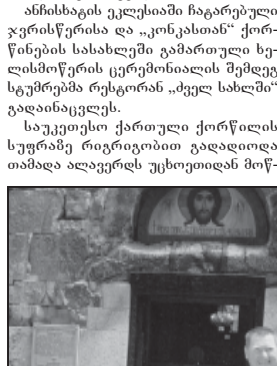 ანჩისხატის ეკლესიაში ჩატარებული
ჯვრისწერისა და „კონკასთან“ ქორ-
წინების სასახლეში გამართული ხე-
ლისმოწერის ცერემონიალის შემდეგ
სტუმრებმა რესტორან „ძველ სახლში“
გადაინაცვლეს.
საუკეთესო ქართული ქორწილის
სუფრაზე რიგრიგობით გადადიოდა
თამადა ალავერდს უცხოეთიდან მოწ-